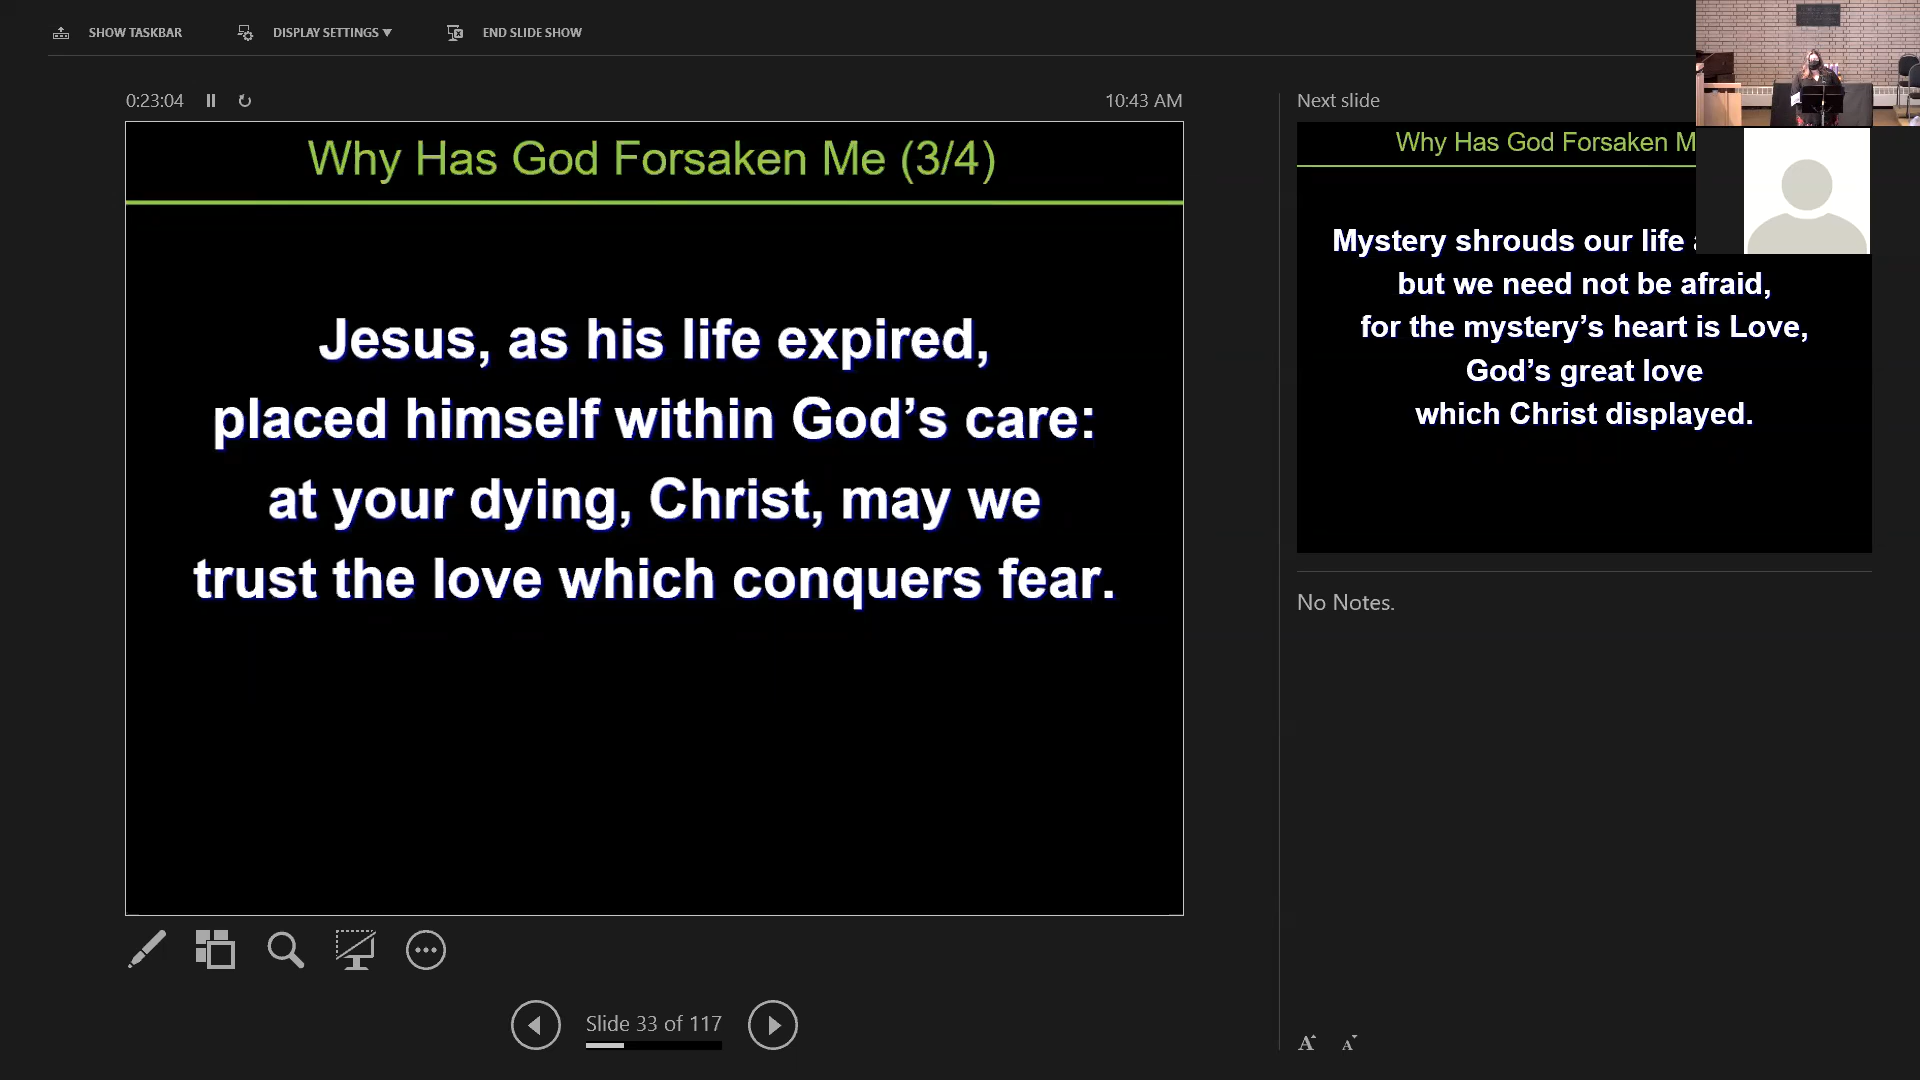 SHOW TASKBAR
DISPLAY SETTINGS ▼
END SLIDE SHOW
0:23:04
10:43 AM
Why Has God Forsaken Me (3/4)
Jesus, as his life expired,
placed himself within God’s care:
at your dying, Christ, may we
trust the love which conquers fear.
Slide 33 of 117
Next slide
Why Has God Forsaken M
Mystery shrouds our life
but we need not be afraid,
for the mystery’s heart is Love,
God’s great love
which Christ displayed.
No Notes.
A A